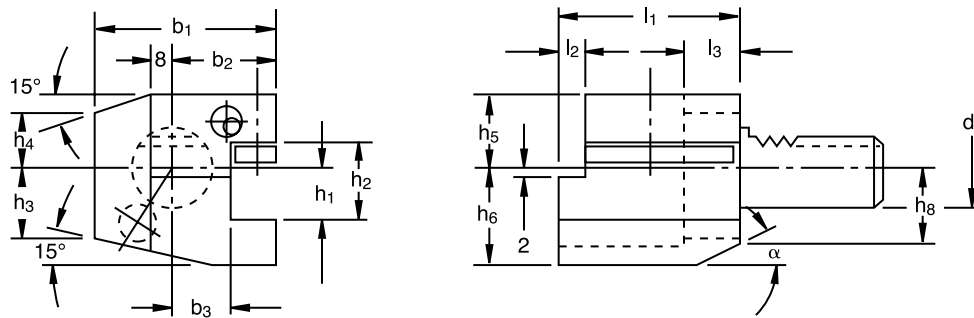 b₁
8
b₂
15°
h₄
h₃
15°
h₁
h₂
b₃
l₁
l₂
l₃
h₅
h₆
2
d
h₈
α